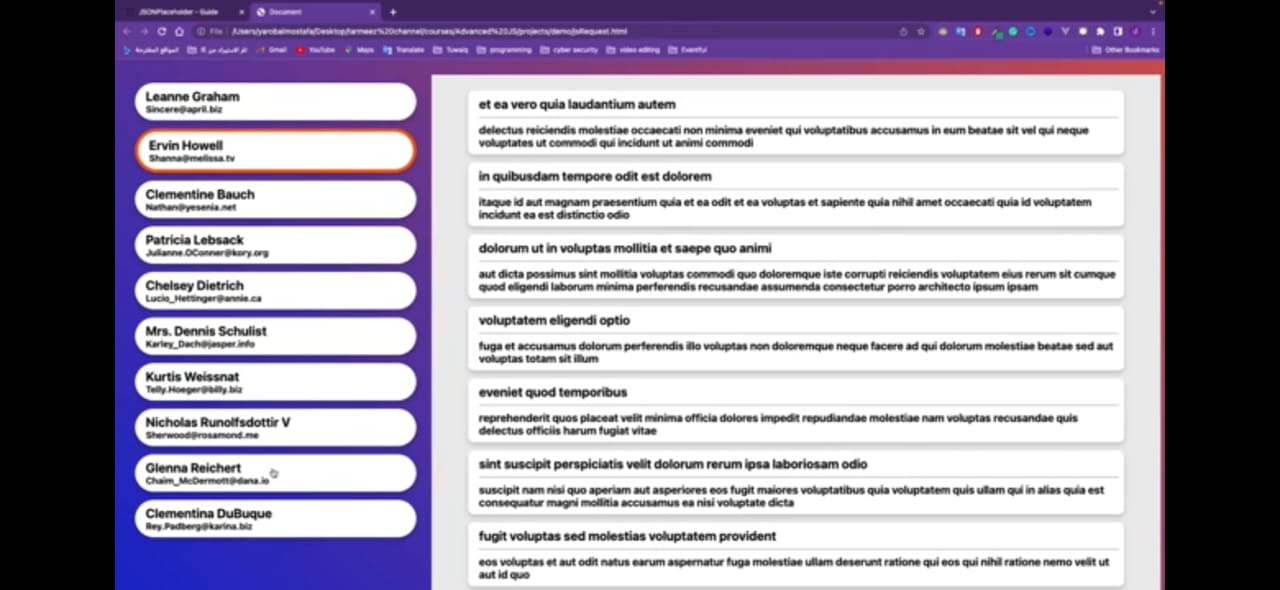 JSONPlaceholder - Guide
Document
File
/Users/yarobalmostafa/Desktop/tarmeez%20channel/courses/Advanced%20JS/projects/demo/jsRequest.html
المواقع المقترحة
Gmail
YouTube
Maps
Translate
Tuwaiq
programming
cyber security
video editing
Eventful
Other Bookmarks
Leanne Graham
Sincere@april.biz
Ervin Howell
Shanna@melissa.tv
Clementine Bauch
Nathan@yesenia.net
Patricia Lebsack
Julianne.OConner@kory.org
Chelsey Dietrich
Lucio_Hettinger@annie.ca
Mrs. Dennis Schulist
Karley_Dach@jasper.info
Kurtis Weissnat
Telly.Hoeger@billy.biz
Nicholas Runolfsdottir V
Sherwood@rosamond.me
Glenna Reichert
Chaim_McDermott@dana.io
Clementina DuBuque
Rey.Padberg@karina.biz
et ea vero quia laudantium autem
delectus reiciendis molestiae occaecati non minima eveniet qui voluptatibus accusamus in eum beatae sit vel qui neque
voluptates ut commodi qui incidunt ut animi commodi
in quibusdam tempore odit est dolorem
itaque id aut magnam praesentium quia et ea odit et ea voluptas et sapiente quia nihil amet occaecati quia id voluptatem
incidunt ea est distinctio odio
dolorum ut in voluptas mollitia et saepe quo animi
aut dicta possimus sint mollitia voluptas commodi quo doloremque iste corrupti reiciendis voluptatem eius rerum sit cumque
quod eligendi laborum minima perferendis recusandae assumenda consectetur porro architecto ipsum ipsam
voluptatem eligendi optio
fuga et accusamus dolorum perferendis illo voluptas non doloremque neque facere ad qui dolorum molestiae beatae sed aut
voluptas totam sit illum
eveniet quod temporibus
reprehenderit quos placeat velit minima officia dolores impedit repudiandae molestiae nam voluptas recusandae quis
delectus officiis harum fugiat vitae
sint suscipit perspiciatis velit dolorum rerum ipsa laboriosam odio
suscipit nam nisi quo aperiam aut asperiores eos fugit maiores voluptatibus quia voluptatem quis ullam qui in alias quia est
consequatur magni mollitia accusamus ea nisi voluptate dicta
fugit voluptas sed molestias voluptatem provident
eos voluptas et aut odit natus earum aspernatur fuga molestiae ullam deserunt ratione qui eos qui nihil ratione nemo velit ut
aut id quo